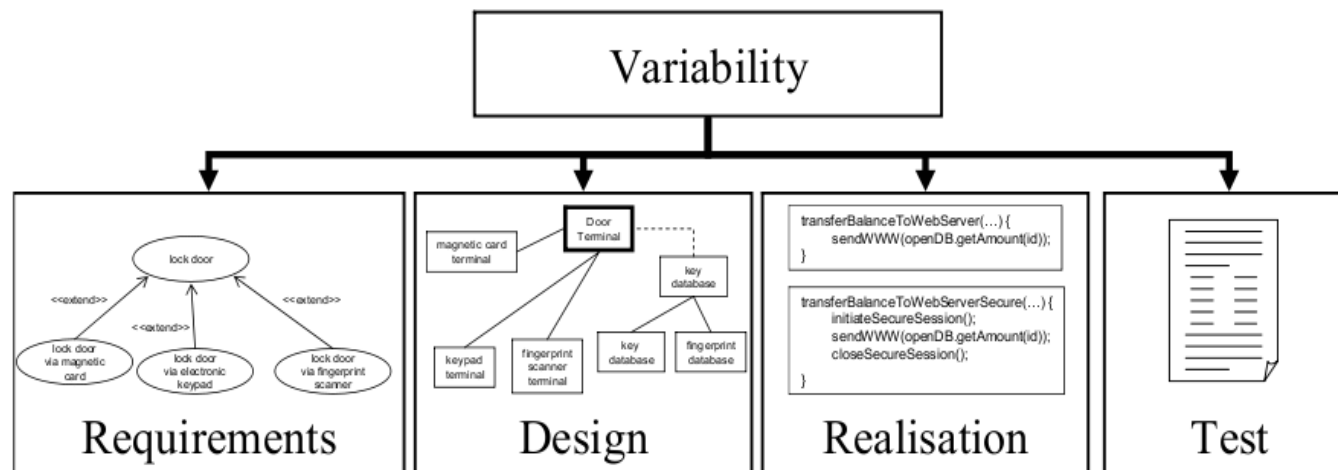 Variability
lock door
<<extend>>
<<extend>>
<<extend>>
lock door
via magnetic
card
lock door
via electronic
keypad
lock door
via fingerprint
scanner
Requirements
Door
Terminal
magnetic card
terminal
key
database
keypad
terminal
fingerprint
scanner
terminal
key
database
fingerprint
database
Design
transferBalanceToWebServer(…) {
sendWWW(openDB.getAmount(id));
}
transferBalanceToWebServerSecure(…) {
initiateSecureSession();
sendWWW(openDB.getAmount(id));
closeSecureSession();
}
Realisation
Test